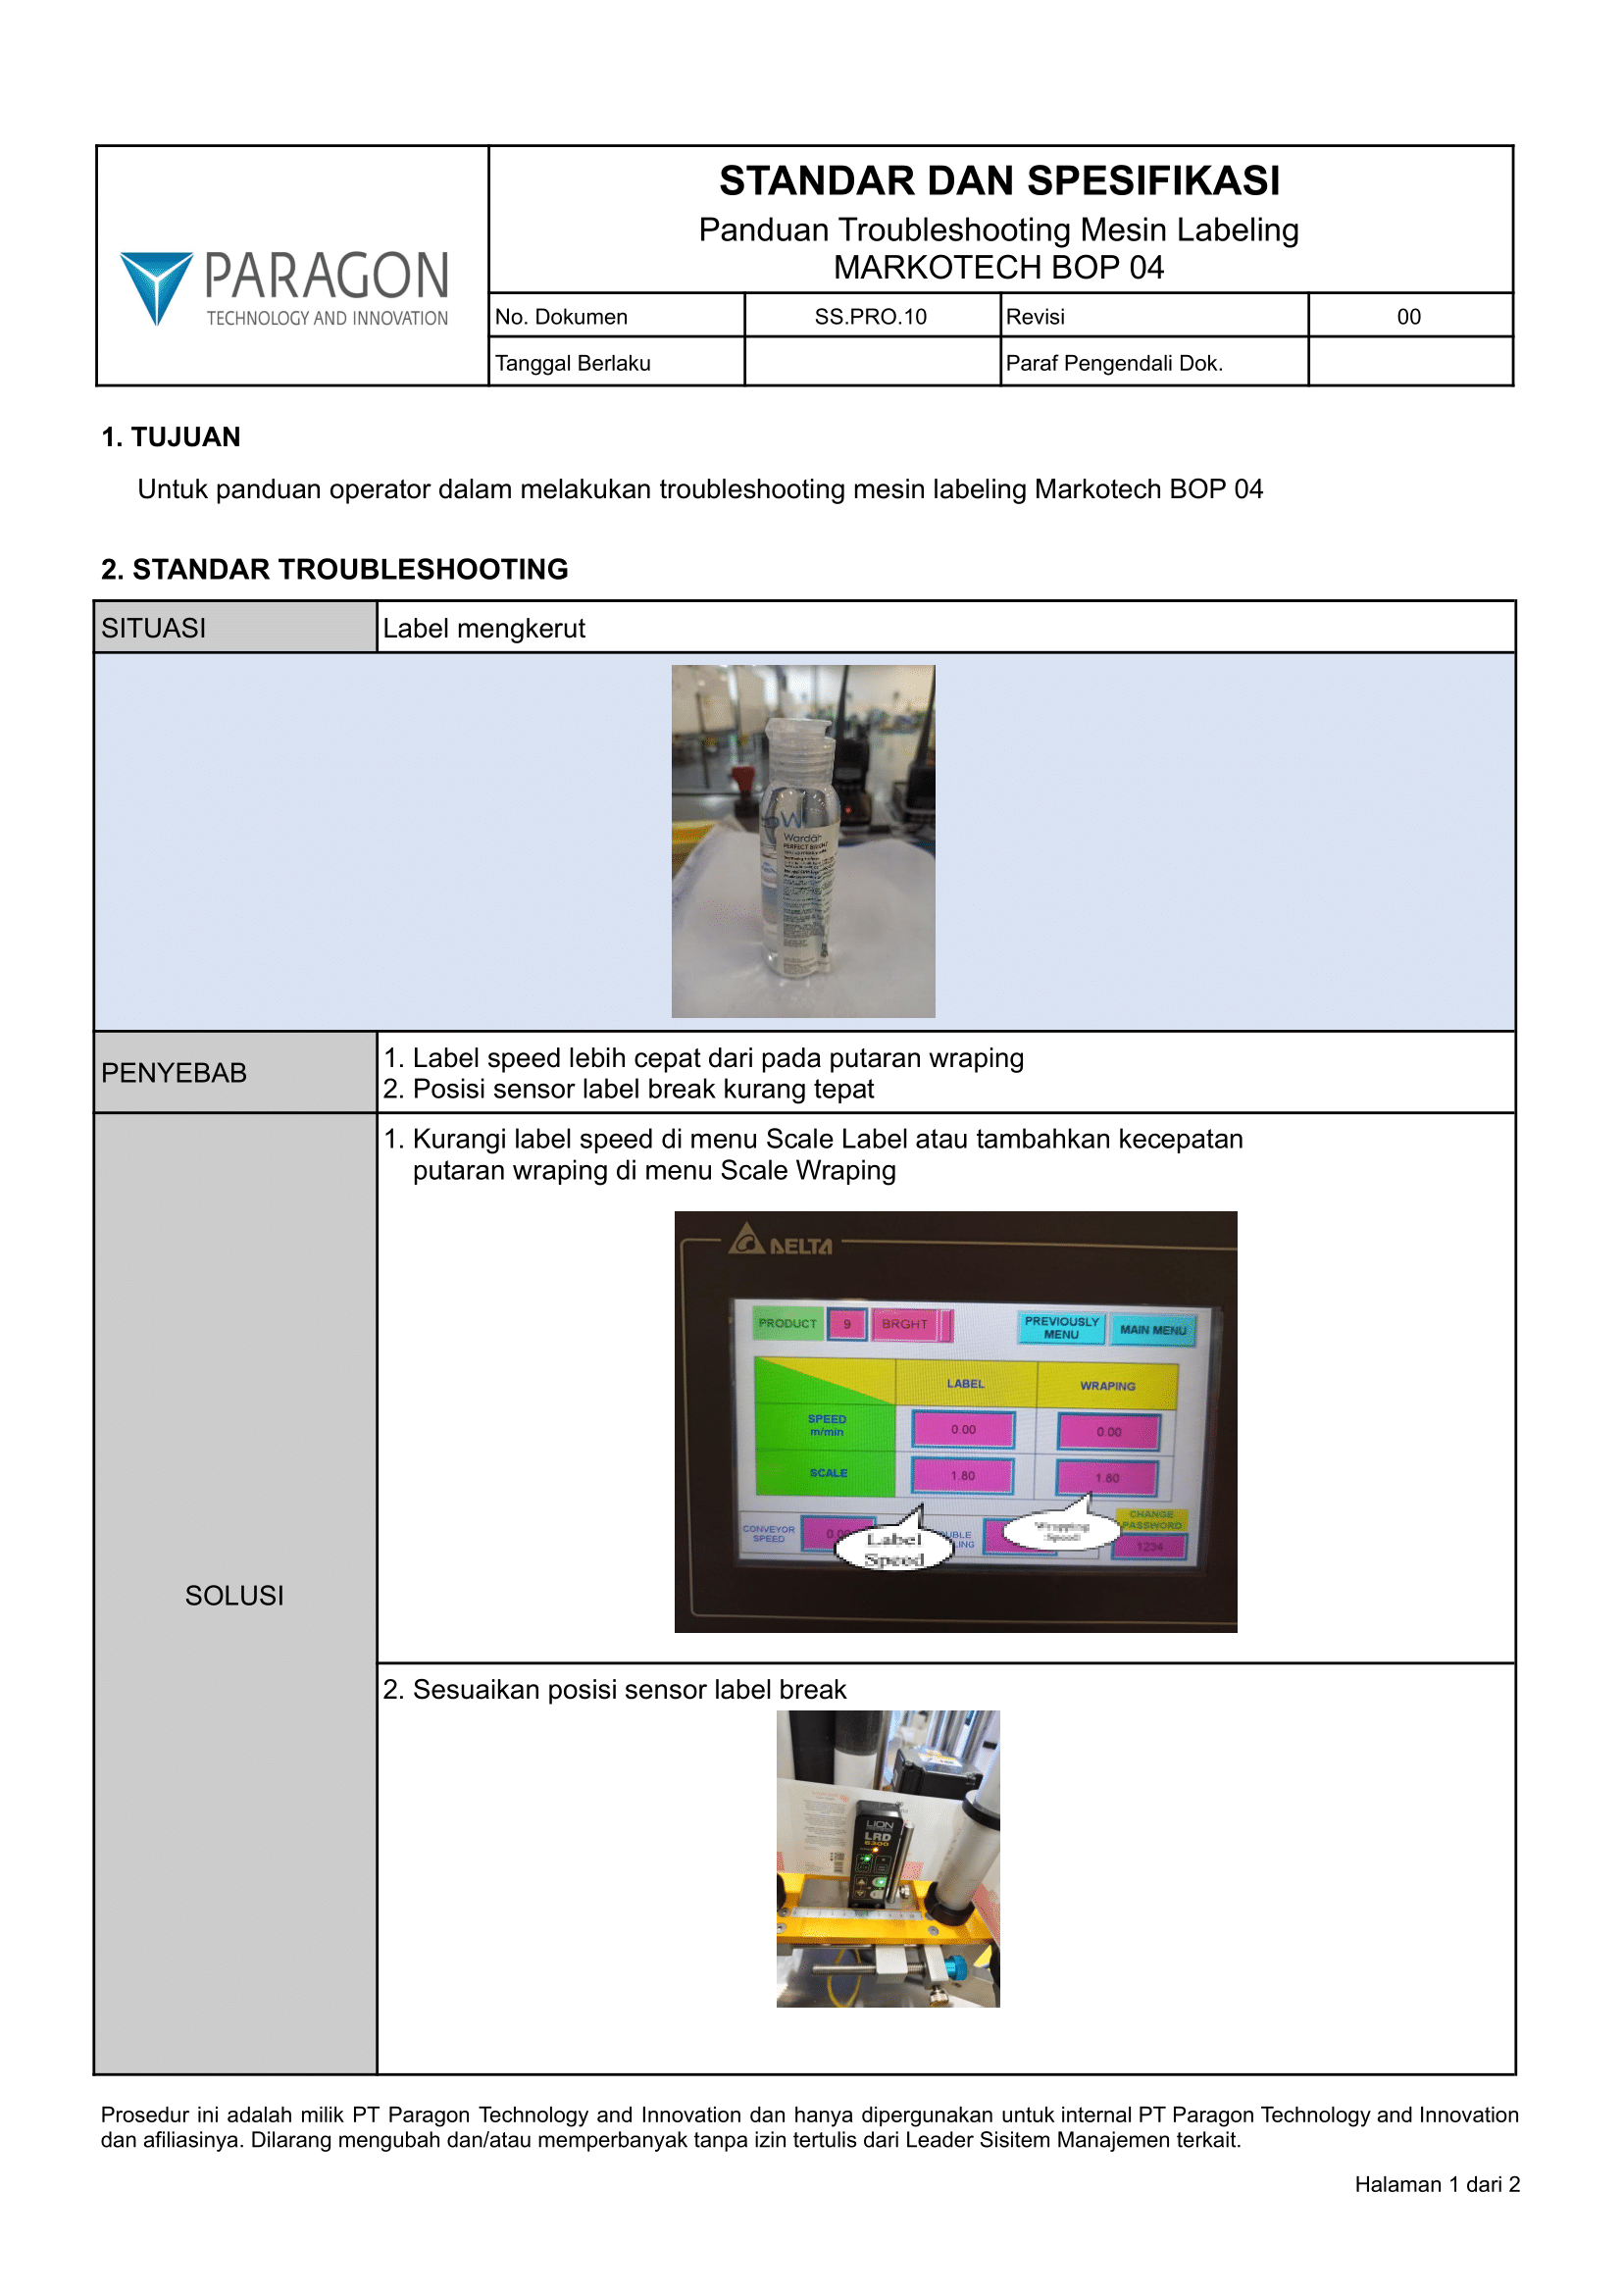 PARAGON
TECHNOLOGY AND INNOVATION
STANDAR DAN SPESIFIKASI
Panduan Troubleshooting Mesin Labeling
MARKOTECH BOP 04
No. Dokumen SS.PRO.10 Revisi 00
Tanggal Berlaku Paraf Pengendali Dok.
1. TUJUAN
Untuk panduan operator dalam melakukan troubleshooting mesin labeling Markotech BOP 04
2. STANDAR TROUBLESHOOTING
SITUASI Label mengkerut
Wardah
PERFECT BRIGHT
PENYEBAB
1. Label speed lebih cepat dari pada putaran wraping
2. Posisi sensor label break kurang tepat
SOLUSI
1. Kurangi label speed di menu Scale Label atau tambahkan kecepatan
putaran wraping di menu Scale Wraping
DELTA
PRODUCT 9 BRGHT
PREVIOUSLY
MENU
MAIN MENU
LABEL WRAPING
SPEED
m/min
0.00 0.00
SCALE 1.80 1.80
CONVEYOR
SPEED
Label
Speed
Wrapping
Speed
CHANGE
PASSWORD
1234
2. Sesuaikan posisi sensor label break
LION
LRD
6300
Prosedur ini adalah milik PT Paragon Technology and Innovation dan hanya dipergunakan untuk internal PT Paragon Technology and Innovation
dan afiliasinya. Dilarang mengubah dan/atau memperbanyak tanpa izin tertulis dari Leader Sisitem Manajemen terkait.
Halaman 1 dari 2